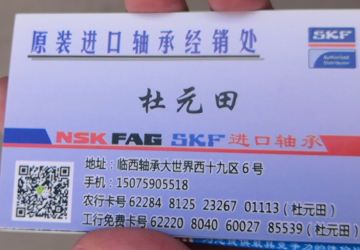 原装进口轴承经销处
SKF
Authorized
Distributor
杜元田
NSK FAG SKF 进口轴承
地址：临西轴承大世界西十九区6号
手机：15075905518
农行卡号 62284 8125 23267 01113（杜元田）
工行免费卡号 62220 8040 60027 85539（杜元田）